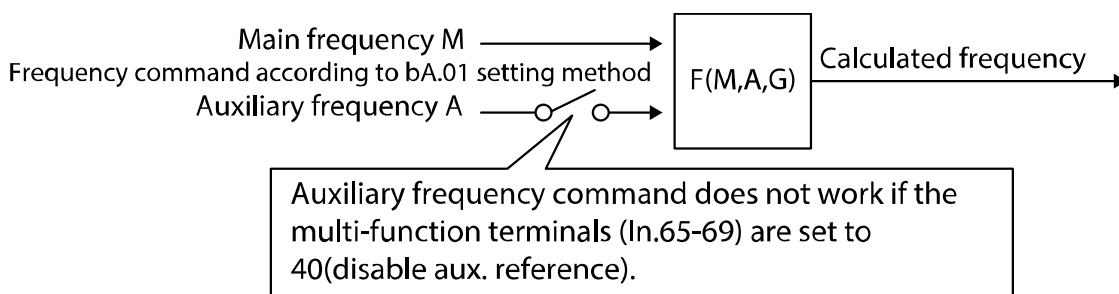 Main frequency M
Frequency command according to bA.01 setting method
Auxiliary frequency A
F(M,A,G)
Calculated frequency
Auxiliary frequency command does not work if the
multi-function terminals (In.65-69) are set to
40(disable aux. reference).